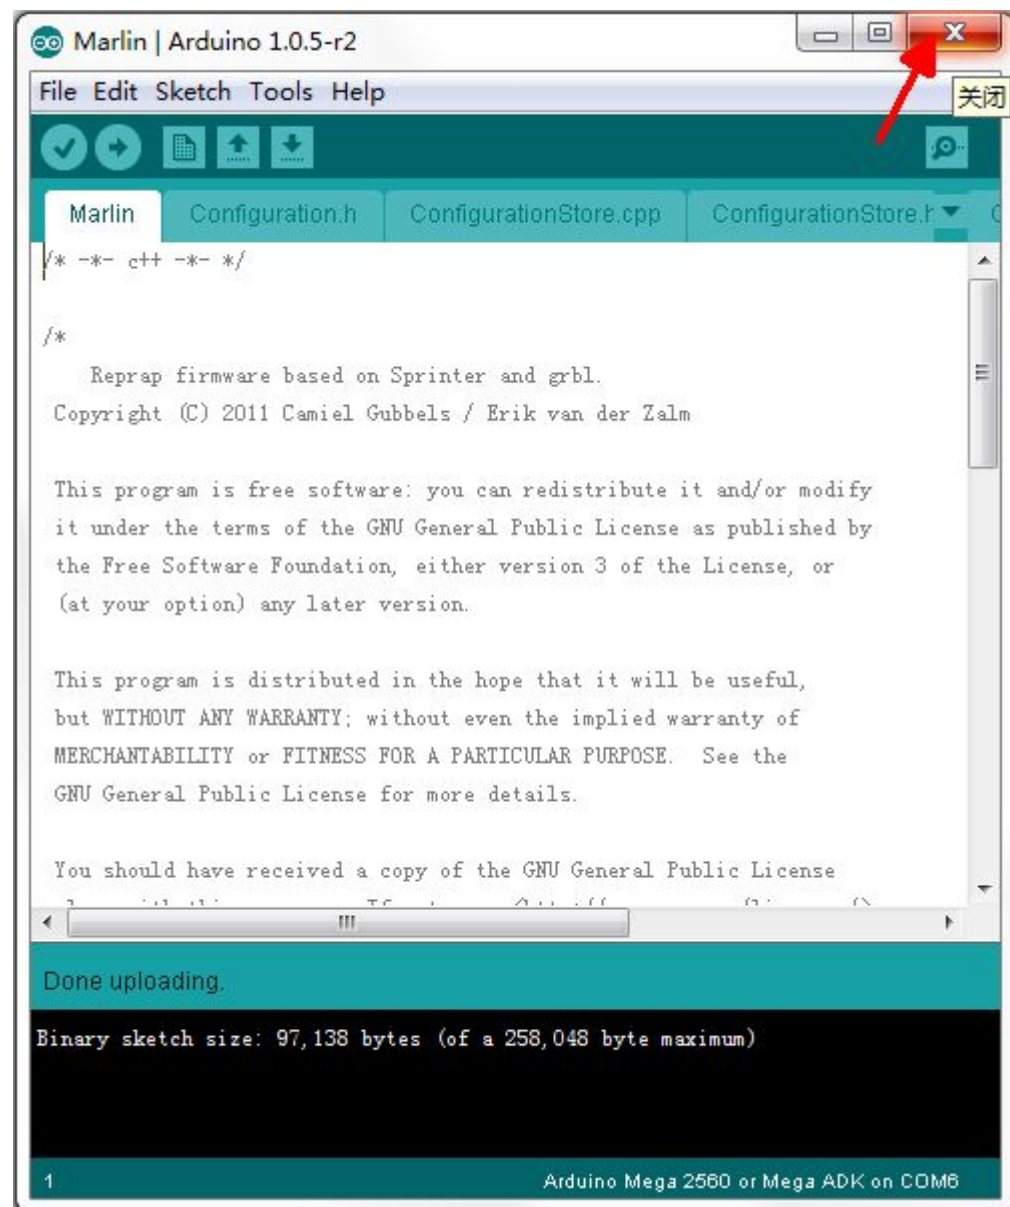 Marlin | Arduino 1.0.5-r2
File Edit Sketch Tools Help
关闭
Marlin Configuration.h ConfigurationStore.cpp ConfigurationStore.h
/* -*- c++ -*- */
/*
Reprap firmware based on Sprinter and grbl.
Copyright (C) 2011 Camiel Gubbels / Erik van der Zalm
This program is free software: you can redistribute it and/or modify
it under the terms of the GNU General Public License as published by
the Free Software Foundation, either version 3 of the License, or
(at your option) any later version.
This program is distributed in the hope that it will be useful,
but WITHOUT ANY WARRANTY; without even the implied warranty of
MERCHANTABILITY or FITNESS FOR A PARTICULAR PURPOSE. See the
GNU General Public License for more details.
You should have received a copy of the GNU General Public License
Done uploading.
Binary sketch size: 97,138 bytes (of a 258,048 byte maximum)
1 Arduino Mega 2560 or Mega ADK on COM6